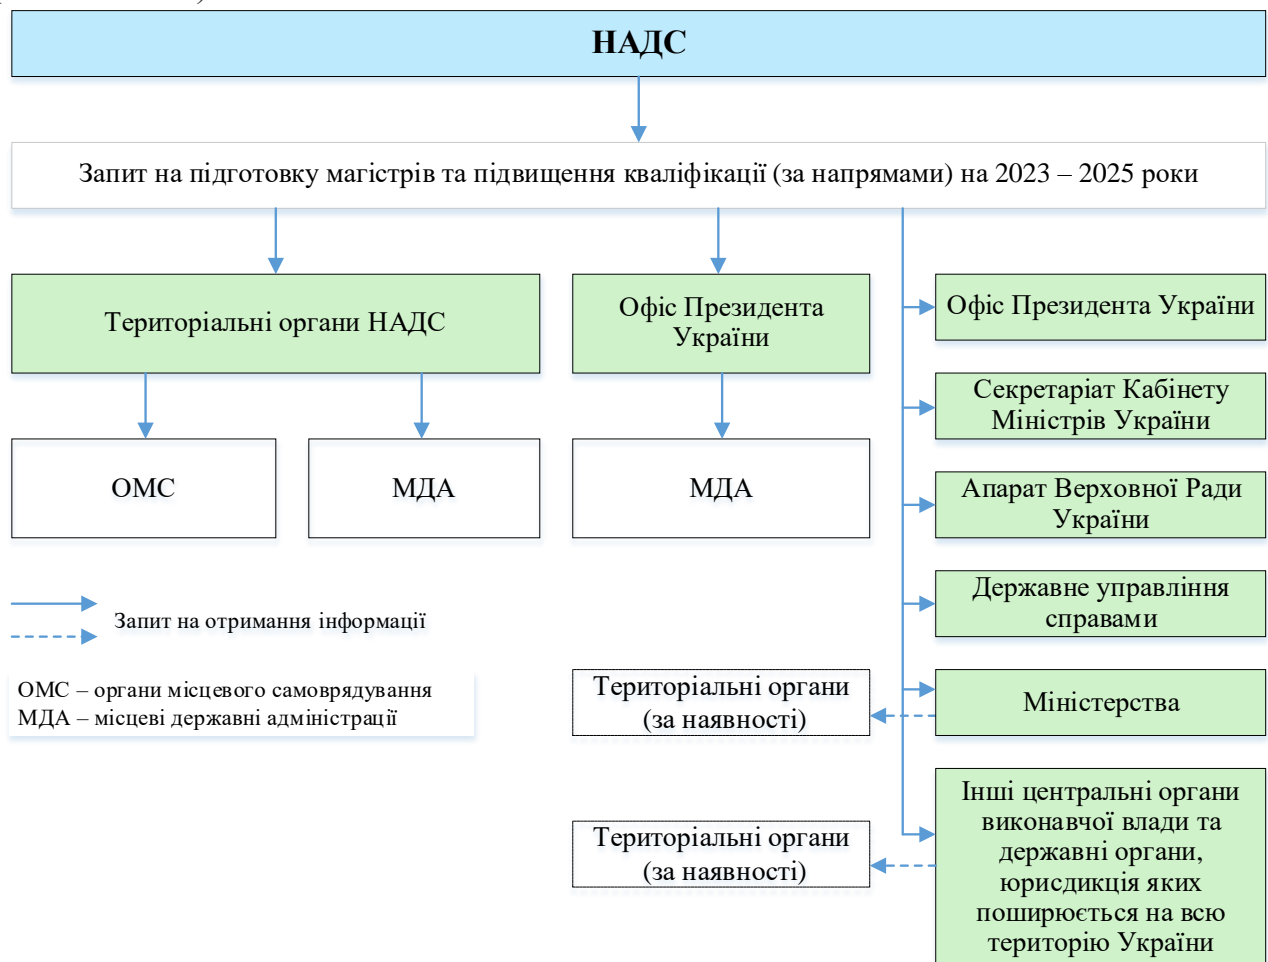 НАДС
Запит на підготовку магістрів та підвищення кваліфікації (за напрямами) на 2023 – 2025 роки
Територіальні органи НАДС
Офіс Президента
України
Офіс Президента України
Секретаріат Кабінету
Міністрів України
ОМС
МДА
МДА
Апарат Верховної Ради
України
Державне управління
справами
Запит на отримання інформації
ОМС – органи місцевого самоврядування
МДА – місцеві державні адміністрації
Територіальні органи
(за наявності)
Міністерства
Територіальні органи
(за наявності)
Інші центральні органи
виконавчої влади та
державні органи,
юрисдикція яких
поширюється на всю
територію України